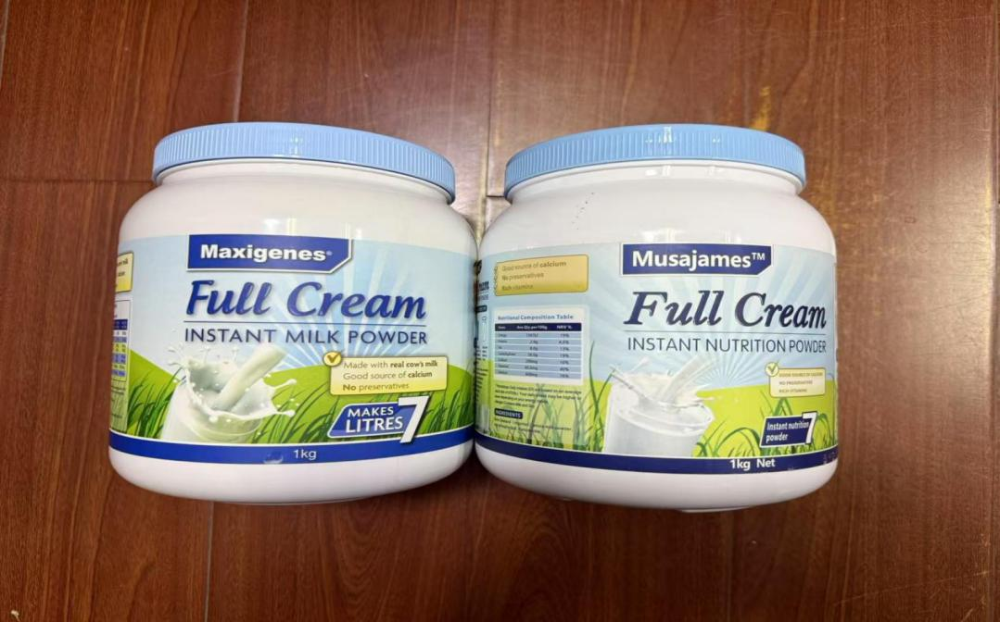 Maxigenes®
Full Cream
INSTANT MILK POWDER
Made with real cow's milk
Good source of calcium
No preservatives
MAKES
LITRES 7
1kg
Good source of calcium
No preservatives
Rich vitamins
Nutritional Composition Table
NRV %
INGREDIENTS
Musajames™
Full Cream
INSTANT NUTRITION POWDER
GOOD SOURCE OF CALCIUM
NO PRESERVATIVES
RICH VITAMINS
Instant nutrition
powder 7
1kg Net